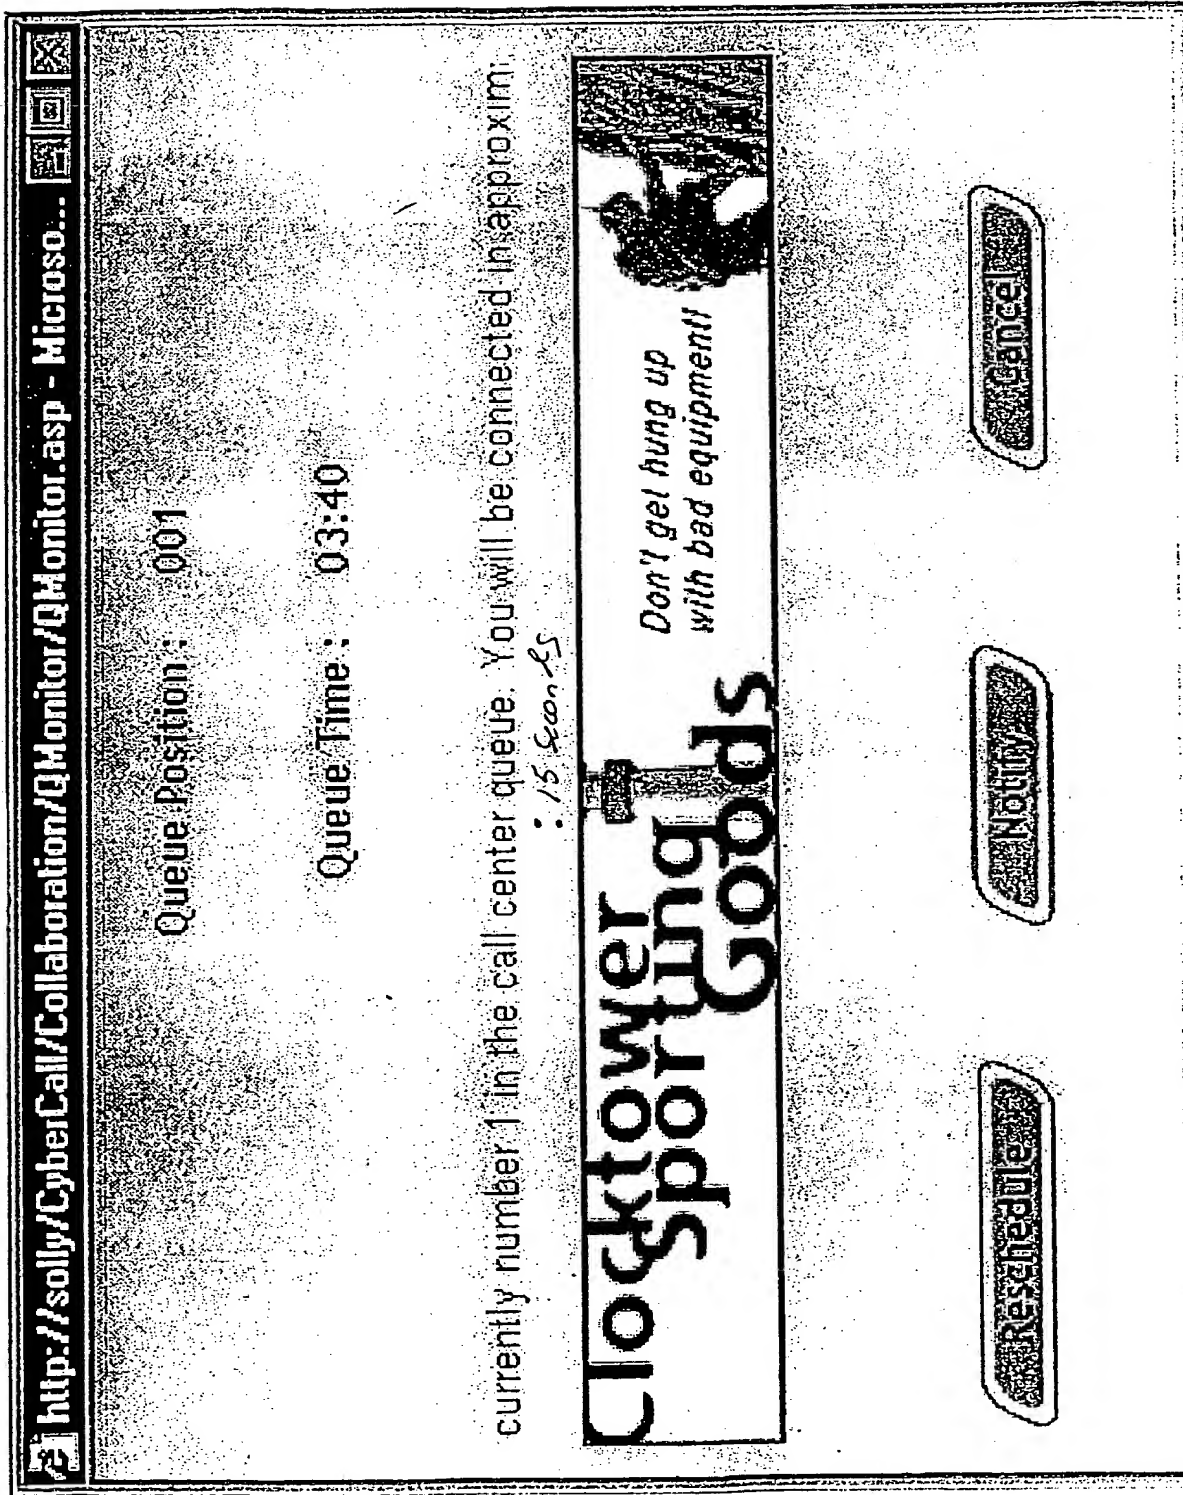 http://solly/CyberCall/Collaboration/QMonitor/QMonitor.asp - Microso...
Queue Position : 001
Queue Time : 03:40
currently number 1 in the call center queue. You will be connected in approxim:
: 15 seconds
Clocktower
Sporting
Goods
Don't get hung up
with bad equipment!
Reschedule
Notify
Cancel